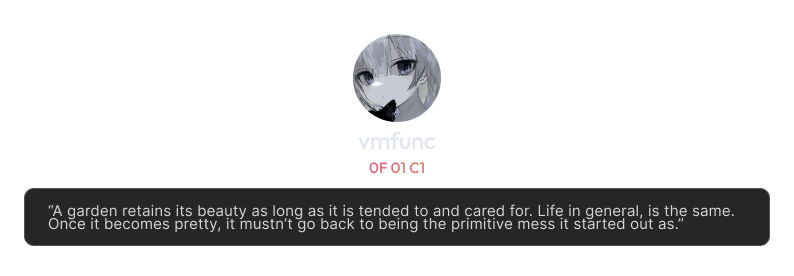 vmfunc
0F 01 C1
“A garden retains its beauty as long as it is tended to and cared for. Life in general, is the same.
Once it becomes pretty, it mustn’t go back to being the primitive mess it started out as.”